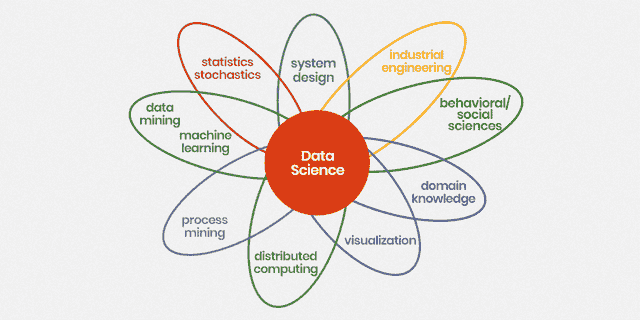 system
design
industrial
engineering
behavioral/
social
sciences
domain
knowledge
visualization
distributed
computing
process
mining
data
mining
machine
learning
statistics
stochastics
Data
Science